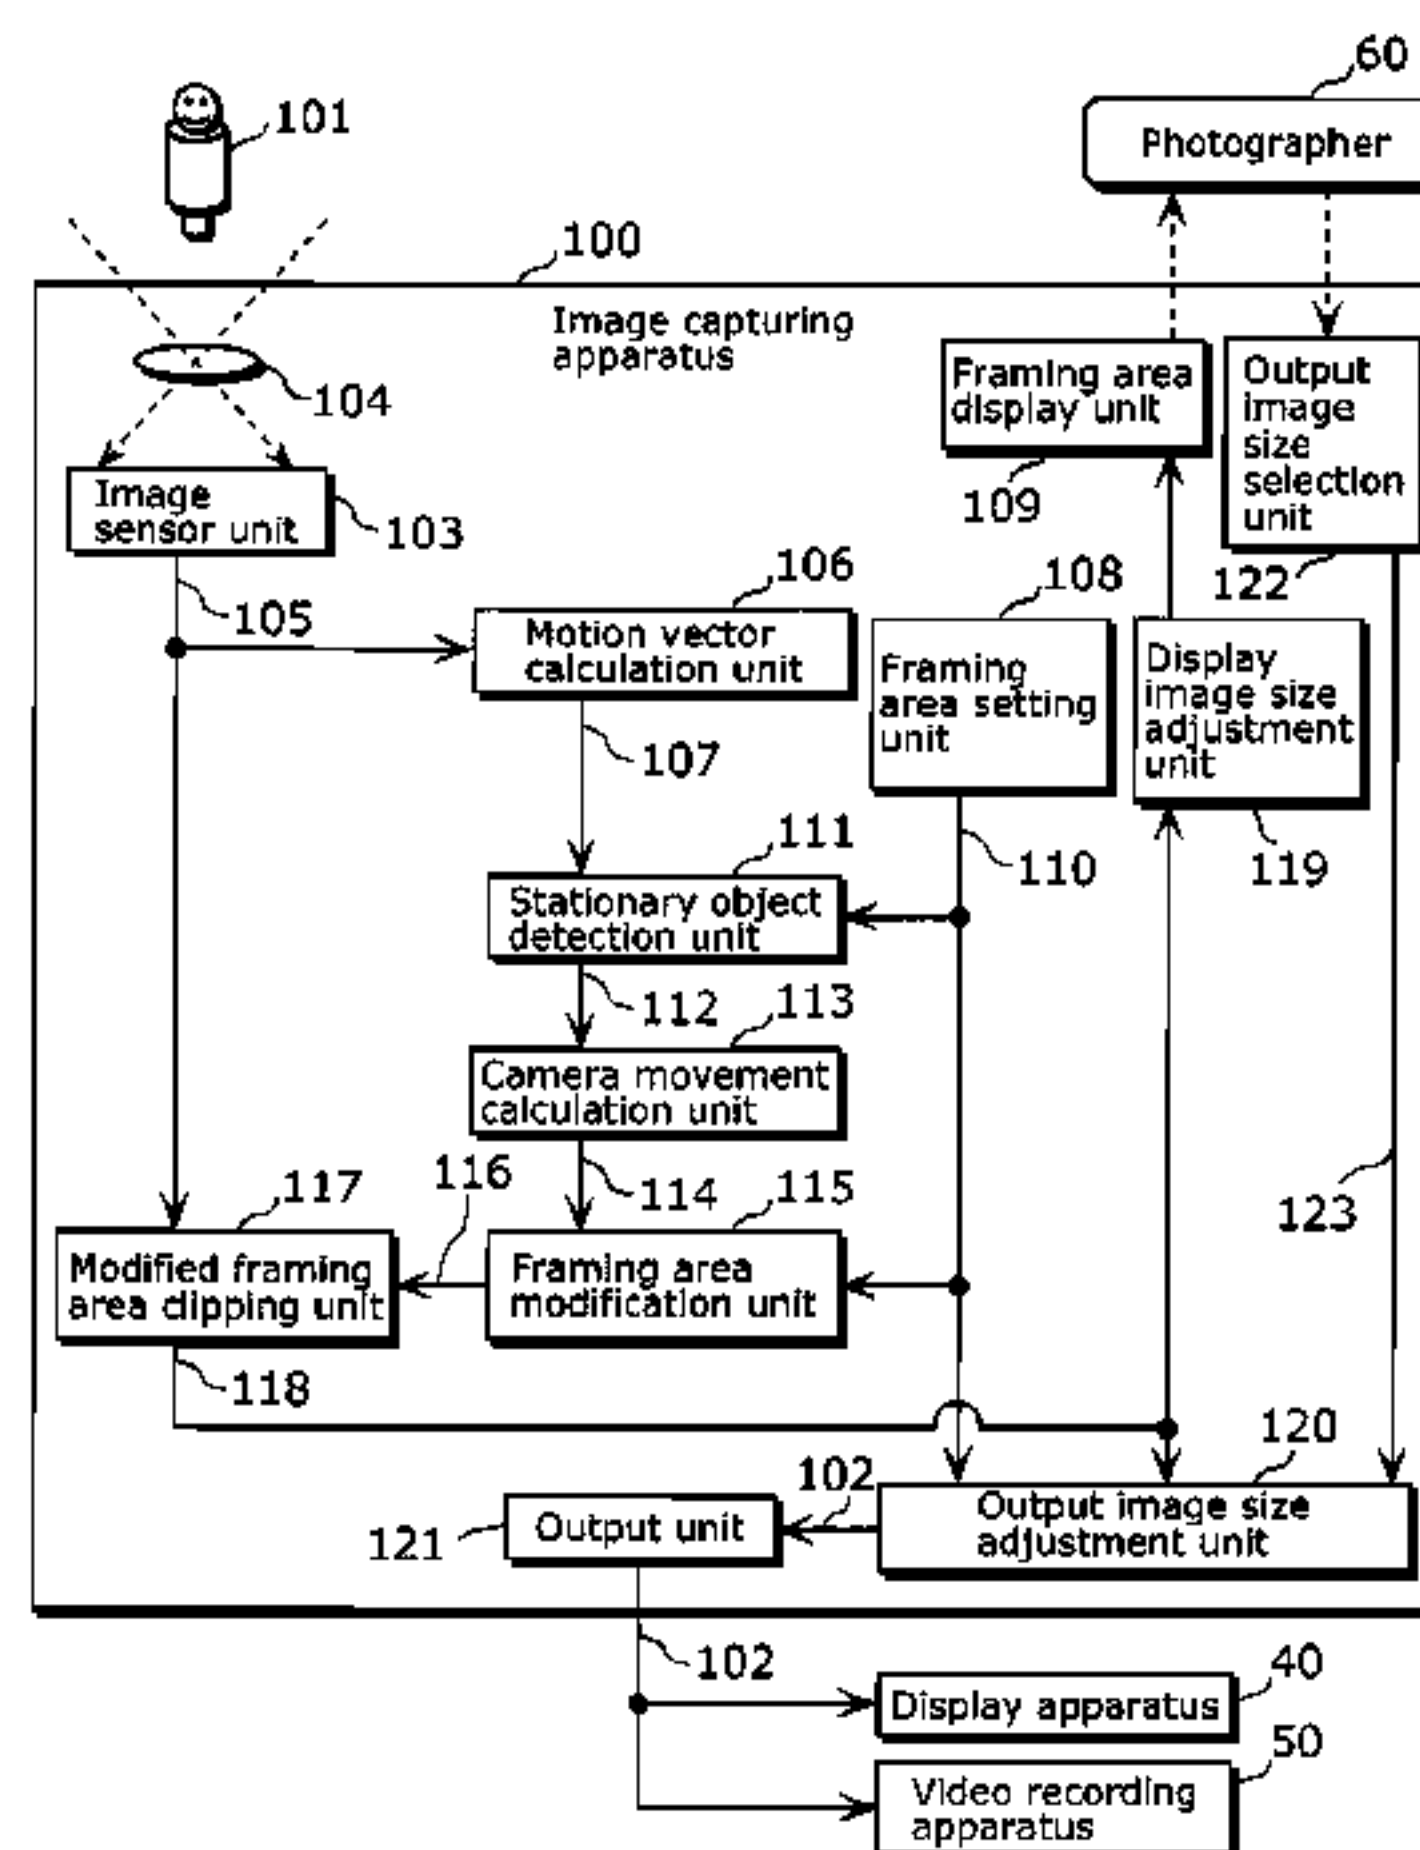 60
101
Photographer
100
Image capturing
apparatus
104
Framing area
display unit
109
Output
image
size
selection
unit
122
Image
sensor unit
103
105
106
Motion vector
calculation unit
107
108
Framing
area setting
unit
110
Display
image size
adjustment
unit
119
111
Stationary object
detection unit
112
113
Camera movement
calculation unit
114
115
116
117
Modified framing
area clipping unit
118
Framing area
modification unit
123
120
102
121
Output unit
Output image size
adjustment unit
102
40
Display apparatus
50
Video recording
apparatus